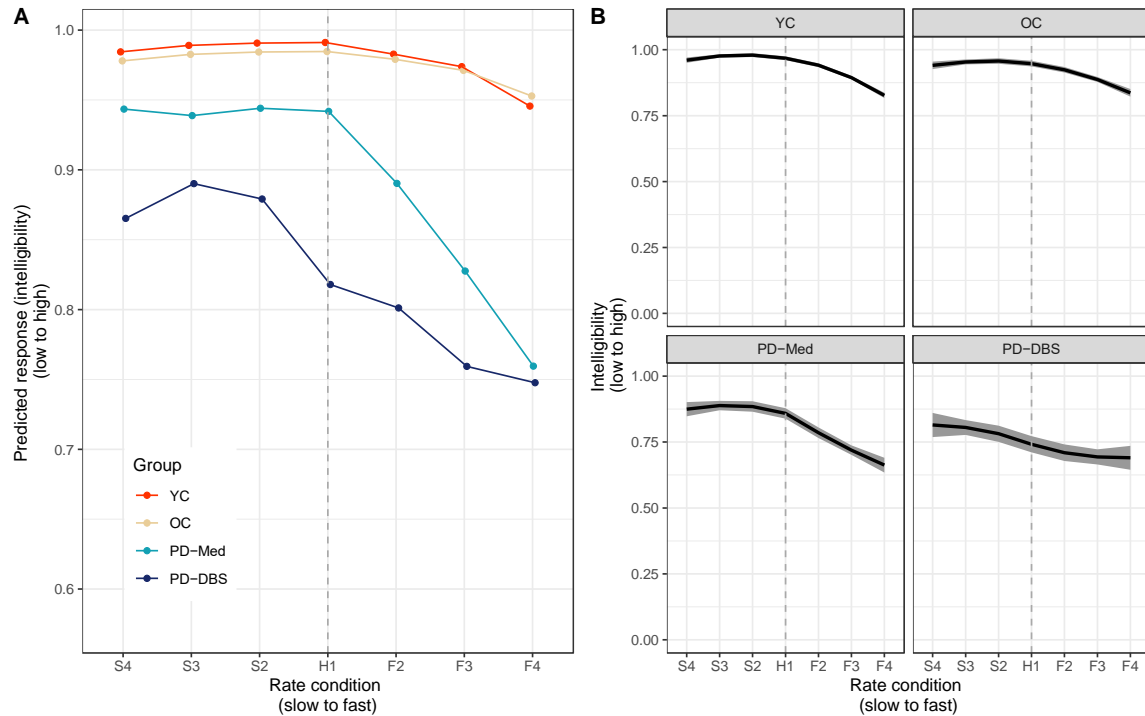 A
Predicted response (intelligibility)
(low to high)
1.0
0.9
0.8
0.7
0.6
Group
YC
OC
PD−Med
PD−DBS
S4 S3 S2 H1 F2 F3 F4
Rate condition
(slow to fast)
B
Intelligibility
(low to high)
YC
OC
1.00
0.75
0.50
0.25
0.00
PD−Med
PD−DBS
1.00
0.75
0.50
0.25
0.00
S4 S3 S2 H1 F2 F3 F4
S4 S3 S2 H1 F2 F3 F4
Rate condition
(slow to fast)